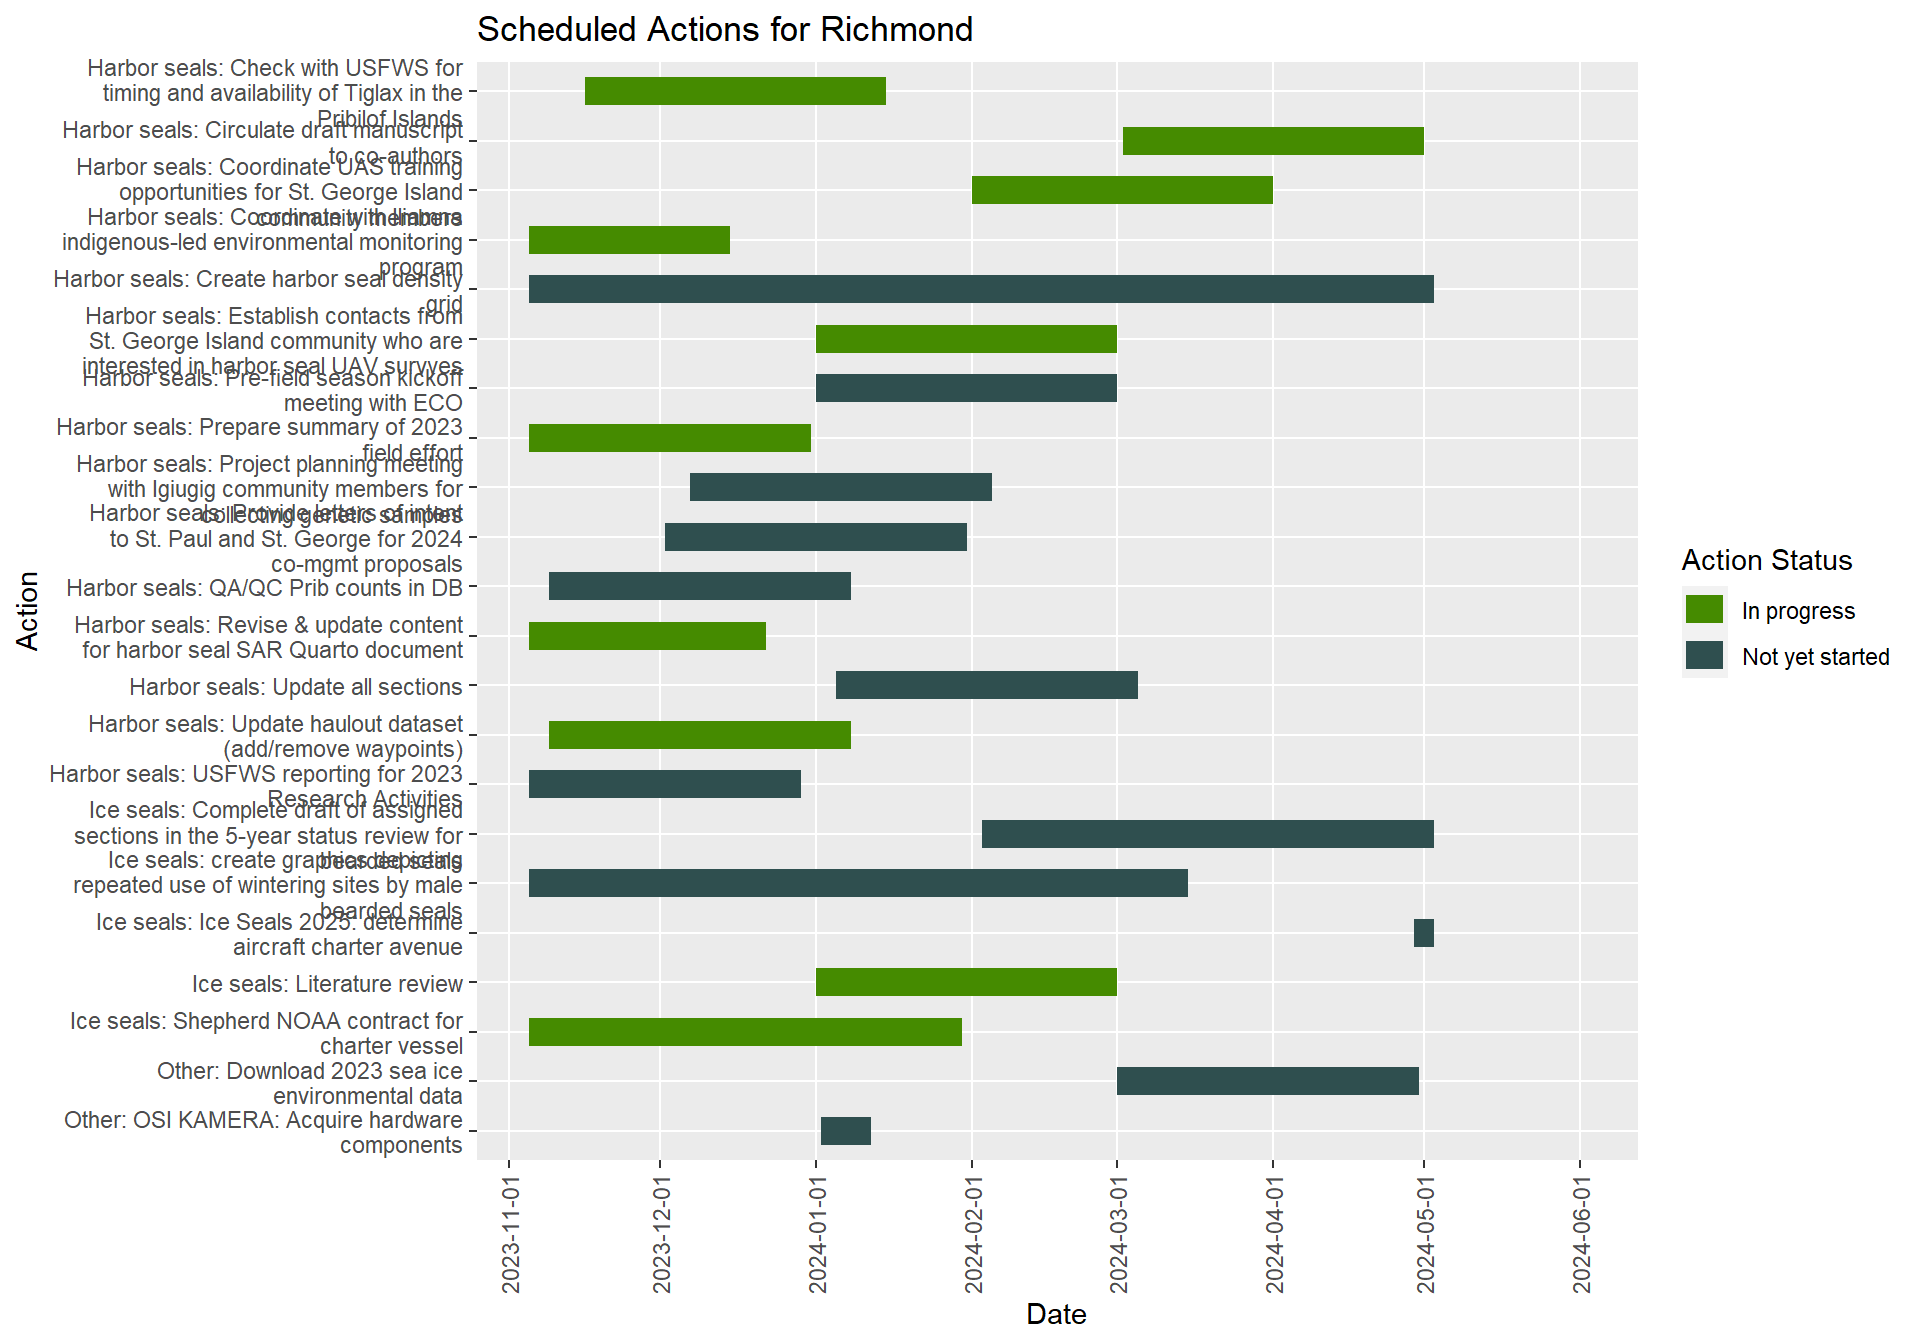 Scheduled Actions for Richmond
Harbor seals: Check with USFWS for
timing and availability of Tiglax in the
Pribilof Islands
Harbor seals: Circulate draft manuscript
to co-authors
Harbor seals: Coordinate UAS training
opportunities for St. George Island
community members
Harbor seals: Coordinate with Iiamna
indigenous-led environmental monitoring
program
Harbor seals: Create harbor seal density
grid
Harbor seals: Establish contacts from
St. George Island community who are
interested in harbor seal UAV survyes
Harbor seals: Pre-field season kickoff
meeting with ECO
Harbor seals: Prepare summary of 2023
field effort
Harbor seals: Project planning meeting
with Igiugig community members for
collecting genetic samples
Harbor seals: Provide letters of intent
to St. Paul and St. George for 2024
co-mgmt proposals
Harbor seals: QA/QC Prib counts in DB
Harbor seals: Revise & update content
for harbor seal SAR Quarto document
Harbor seals: Update all sections
Harbor seals: Update haulout dataset
(add/remove waypoints)
Harbor seals: USFWS reporting for 2023
Research Activities
Ice seals: Complete draft of assigned
sections in the 5-year status review for
bearded seals
Ice seals: create graphics depicting
repeated use of wintering sites by male
bearded seals
Ice seals: Ice Seals 2025: determine
aircraft charter avenue
Ice seals: Literature review
Ice seals: Shepherd NOAA contract for
charter vessel
Other: Download 2023 sea ice
environmental data
Other: OSI KAMERA: Acquire hardware
components
Action
2023-11-01
2023-12-01
2024-01-01
2024-02-01
2024-03-01
2024-04-01
2024-05-01
2024-06-01
Date
Action Status
In progress
Not yet started